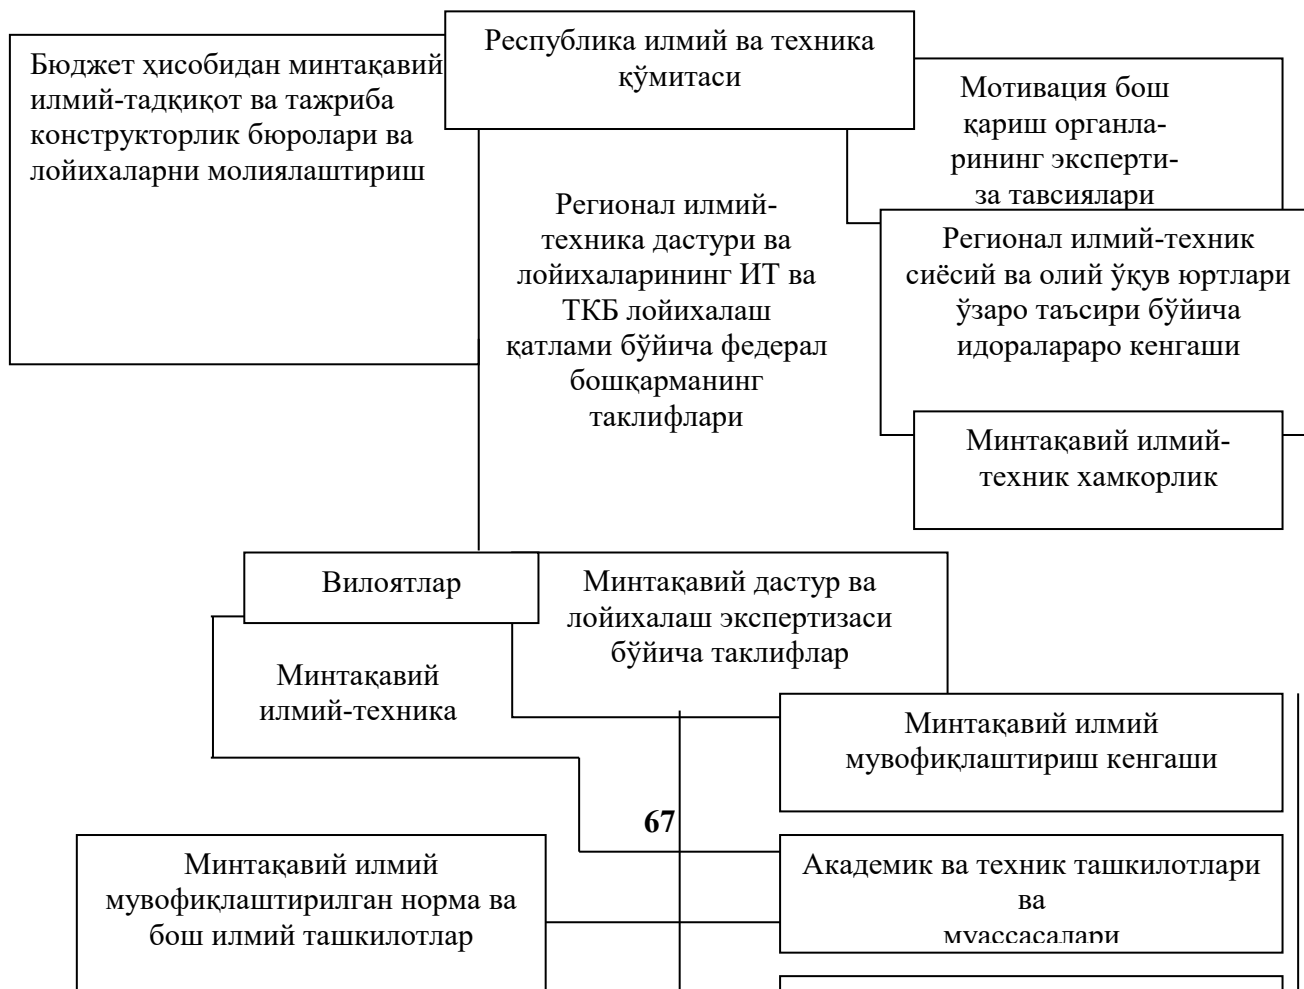 Республика илмий ва техника
қўмитаси
Бюджет ҳисобидан минтақавий
илмий-тадқиқот ва тажриба
конструкторлик бюролари ва
лойихаларни молиялаштириш
Мотивация бош
қариш органла-
рининг эксперти-
за тавсиялари
Регионал илмий-
техника дастури ва
лойихаларининг ИТ ва
ТКБ лойихалаш
қатлами бўйича федерал
бошқарманинг
таклифлари
Регионал илмий-техник
сиёсий ва олий ўқув юртлари
ўзаро таъсири бўйича
идоралараро кенгаши
Минтақавий илмий-
техник хамкорлик
Вилоятлар
Минтақавий дастур ва
лойихалаш экспертизаси
бўйича таклифлар
Минтақавий
илмий-техника
Минтақавий илмий
мувофиқлаштириш кенгаши
67
Минтақавий илмий
мувофиқлаштирилган норма ва
бош илмий ташкилотлар
Академик ва техник ташкилотлари
ва
муассасалари